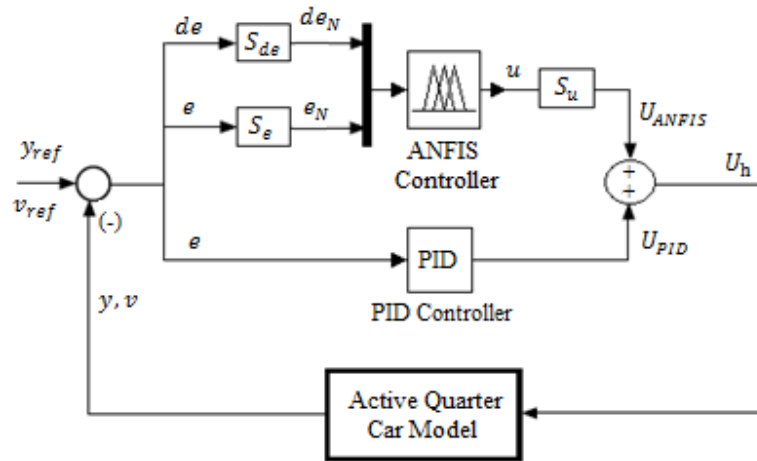 de
S_de
de_N
e
S_e
e_N
ANFIS
Controller
u
S_u
U_ANFIS
+
+
U_h
y_ref
v_ref
(-)
e
PID
PID Controller
U_PID
y, v
Active Quarter
Car Model